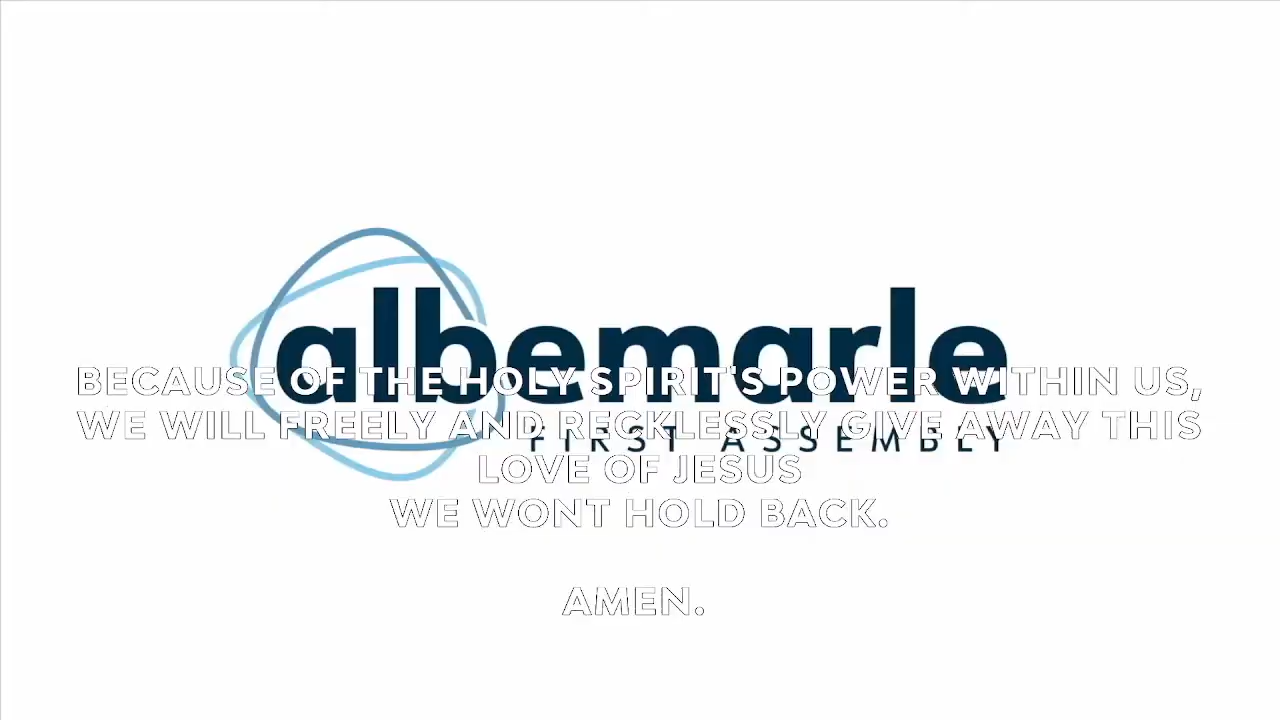 albemarle
FIRST ASSEMBLY
BECAUSE OF THE HOLY SPIRIT'S POWER WITHIN US,
WE WILL FREELY AND RECKLESSLY GIVE AWAY THIS
LOVE OF JESUS
WE WONT HOLD BACK.
AMEN.